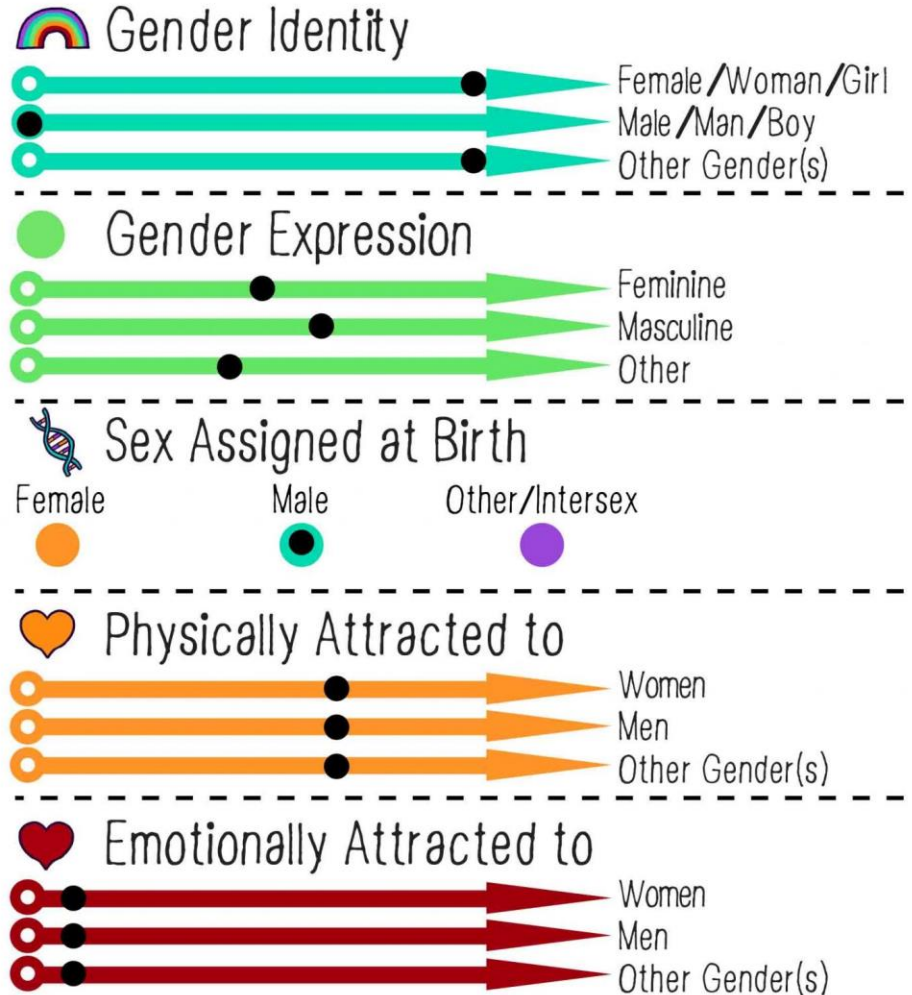 Gender Identity
Female/Woman/Girl
Male/Man/Boy
Other Gender(s)
Gender Expression
Feminine
Masculine
Other
Sex Assigned at Birth
Female Male Other/Intersex
Physically Attracted to
Women
Men
Other Gender(s)
Emotionally Attracted to
Women
Men
Other Gender(s)